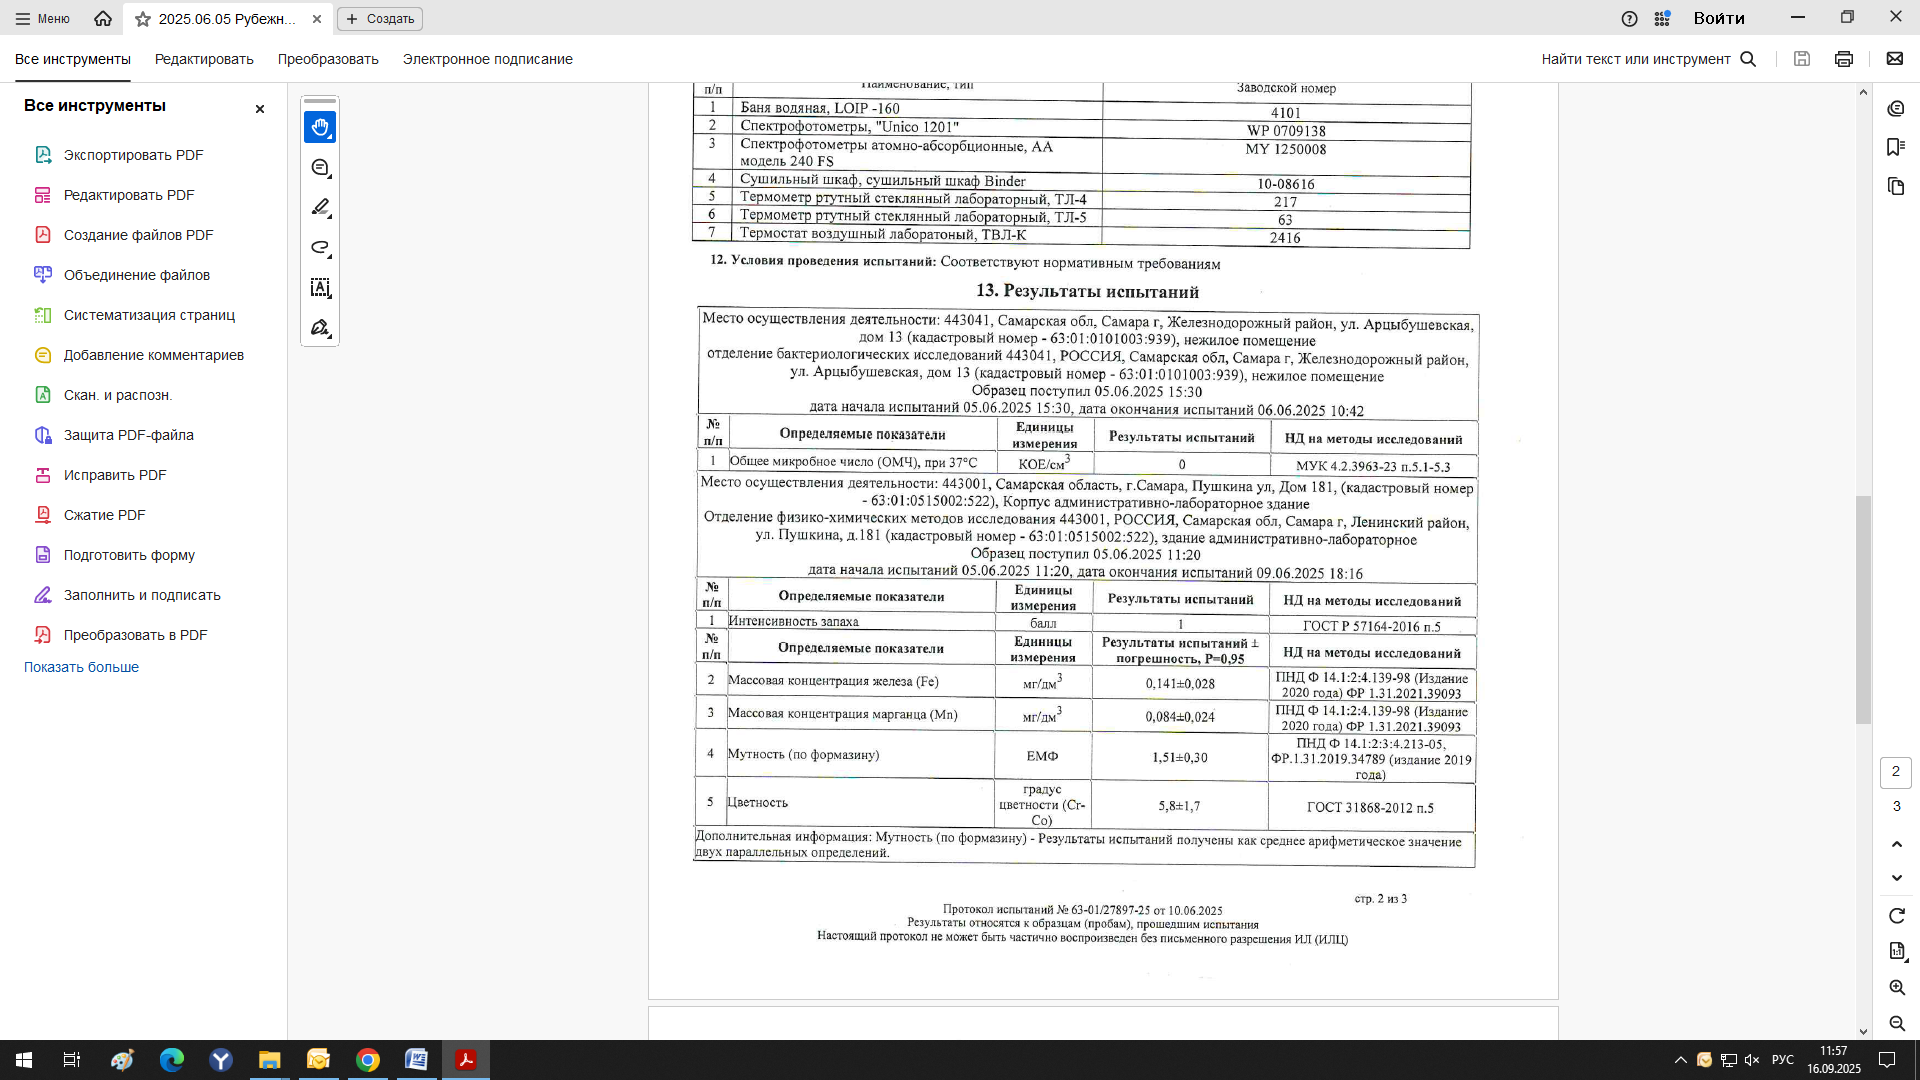 Меню
2025.06.05 Рубежн...
Создать
Войти
Все инструменты
Редактировать
Преобразовать
Электронное подписание
Найти текст или инструмент
Все инструменты
Экспортировать PDF
Редактировать PDF
Создание файлов PDF
Объединение файлов
Систематизация страниц
Добавление комментариев
Скан. и распозн.
Защита PDF-файла
Исправить PDF
Сжатие PDF
Подготовить форму
Заполнить и подписать
Преобразовать в PDF
Показать больше
п/п Наименование, тип Заводской номер
1 Баня водяная, LOIP -160 4101
2 Спектрофотометры, "Unico 1201" WP 0709138
3 Спектрофотометры атомно-абсорбционные, АА MY 1250008
модель 240 FS
4 Сушильный шкаф, сушильный шкаф Binder 10-08616
5 Термометр ртутный стеклянный лабораторный, ТЛ-4 217
6 Термометр ртутный стеклянный лабораторный, ТЛ-5 63
7 Термостат воздушный лаборатоный, ТВЛ-К 2416
12. Условия проведения испытаний: Соответствуют нормативным требованиям
13. Результаты испытаний
Место осуществления деятельности: 443041, Самарская обл, Самара г, Железнодорожный район, ул. Арцыбушевская,
дом 13 (кадастровый номер - 63:01:0101003:939), нежилое помещение
отделение бактериологических исследований 443041, РОССИЯ, Самарская обл, Самара г, Железнодорожный район,
ул. Арцыбушевская, дом 13 (кадастровый номер - 63:01:0101003:939), нежилое помещение
Образец поступил 05.06.2025 15:30
дата начала испытаний 05.06.2025 15:30, дата окончания испытаний 06.06.2025 10:42
№ п/п Определяемые показатели Единицы измерения Результаты испытаний НД на методы исследований
1 Общее микробное число (ОМЧ), при 37°С КОЕ/см3 0 МУК 4.2.3963-23 п.5.1-5.3
Место осуществления деятельности: 443001, Самарская область, г.Самара, Пушкина ул, Дом 181, (кадастровый номер
- 63:01:0515002:522), Корпус административно-лабораторное здание
Отделение физико-химических методов исследования 443001, РОССИЯ, Самарская обл, Самара г, Ленинский район,
ул. Пушкина, д.181 (кадастровый номер - 63:01:0515002:522), здание административно-лабораторное
Образец поступил 05.06.2025 11:20
дата начала испытаний 05.06.2025 11:20, дата окончания испытаний 09.06.2025 18:16
№ п/п Определяемые показатели Единицы измерения Результаты испытаний НД на методы исследований
1 Интенсивность запаха балл 1 ГОСТ Р 57164-2016 п.5
№ п/п Определяемые показатели Единицы измерения Результаты испытаний ± погрешность, Р=0,95 НД на методы исследований
2 Массовая концентрация железа (Fe) мг/дм3 0,141±0,028 ПНД Ф 14.1:2:4.139-98 (Издание
2020 года) ФР 1.31.2021.39093
3 Массовая концентрация марганца (Mn) мг/дм3 0,084±0,024 ПНД Ф 14.1:2:4.139-98 (Издание
2020 года) ФР 1.31.2021.39093
4 Мутность (по формазину) ЕМФ 1,51±0,30 ПНД Ф 14.1:2:3:4.213-05,
ФР.1.31.2019.34789 (издание 2019
года)
5 Цветность градус цветности (Cr-Co) 5,8±1,7 ГОСТ 31868-2012 п.5
Дополнительная информация: Мутность (по формазину) - Результаты испытаний получены как среднее арифметическое значение
двух параллельных определений.
стр. 2 из 3
Протокол испытаний № 63-01/27897-25 от 10.06.2025
Результаты относятся к образцам (пробам), прошедшим испытания
Настоящий протокол не может быть частично воспроизведен без письменного разрешения ИЛ (ИЛЦ)
2
3
РУС
11:57
16.09.2025